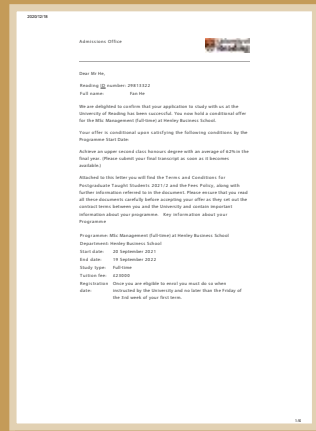 2020/12/18
Admissions Office
University of
Reading
Dear Mr He,
Reading ID number: 29815322
Full name: Fan He
We are delighted to confirm that your application to study with us at the
University of Reading has been successful. You now hold a conditional offer
for the MSc Management (full-time) at Henley Business School.
Your offer is conditional upon satisfying the following conditions by the
Programme Start Date:
Achieve an upper second class honours degree with an average of 62% in the
final year. (Please submit your final transcript as soon as it becomes
available.)
Attached to this letter you will find the Terms and Conditions for
Postgraduate Taught Students 2021/2 and the Fees Policy, along with
further information referred to in the document. Please ensure that you read
all these documents carefully before accepting your offer as they set out the
contract terms between you and the University and contain important
information about your programme. Key information about your
Programme
Programme: MSc Management (full-time) at Henley Business School
Department: Henley Business School
Start date: 20 September 2021
End date: 19 September 2022
Study type: Full-time
Tuition fee: £24000
Registration Once you are eligible to enrol you must do so when
date: instructed by the University and no later than the Friday of
the 3rd week of your first term.
1/8